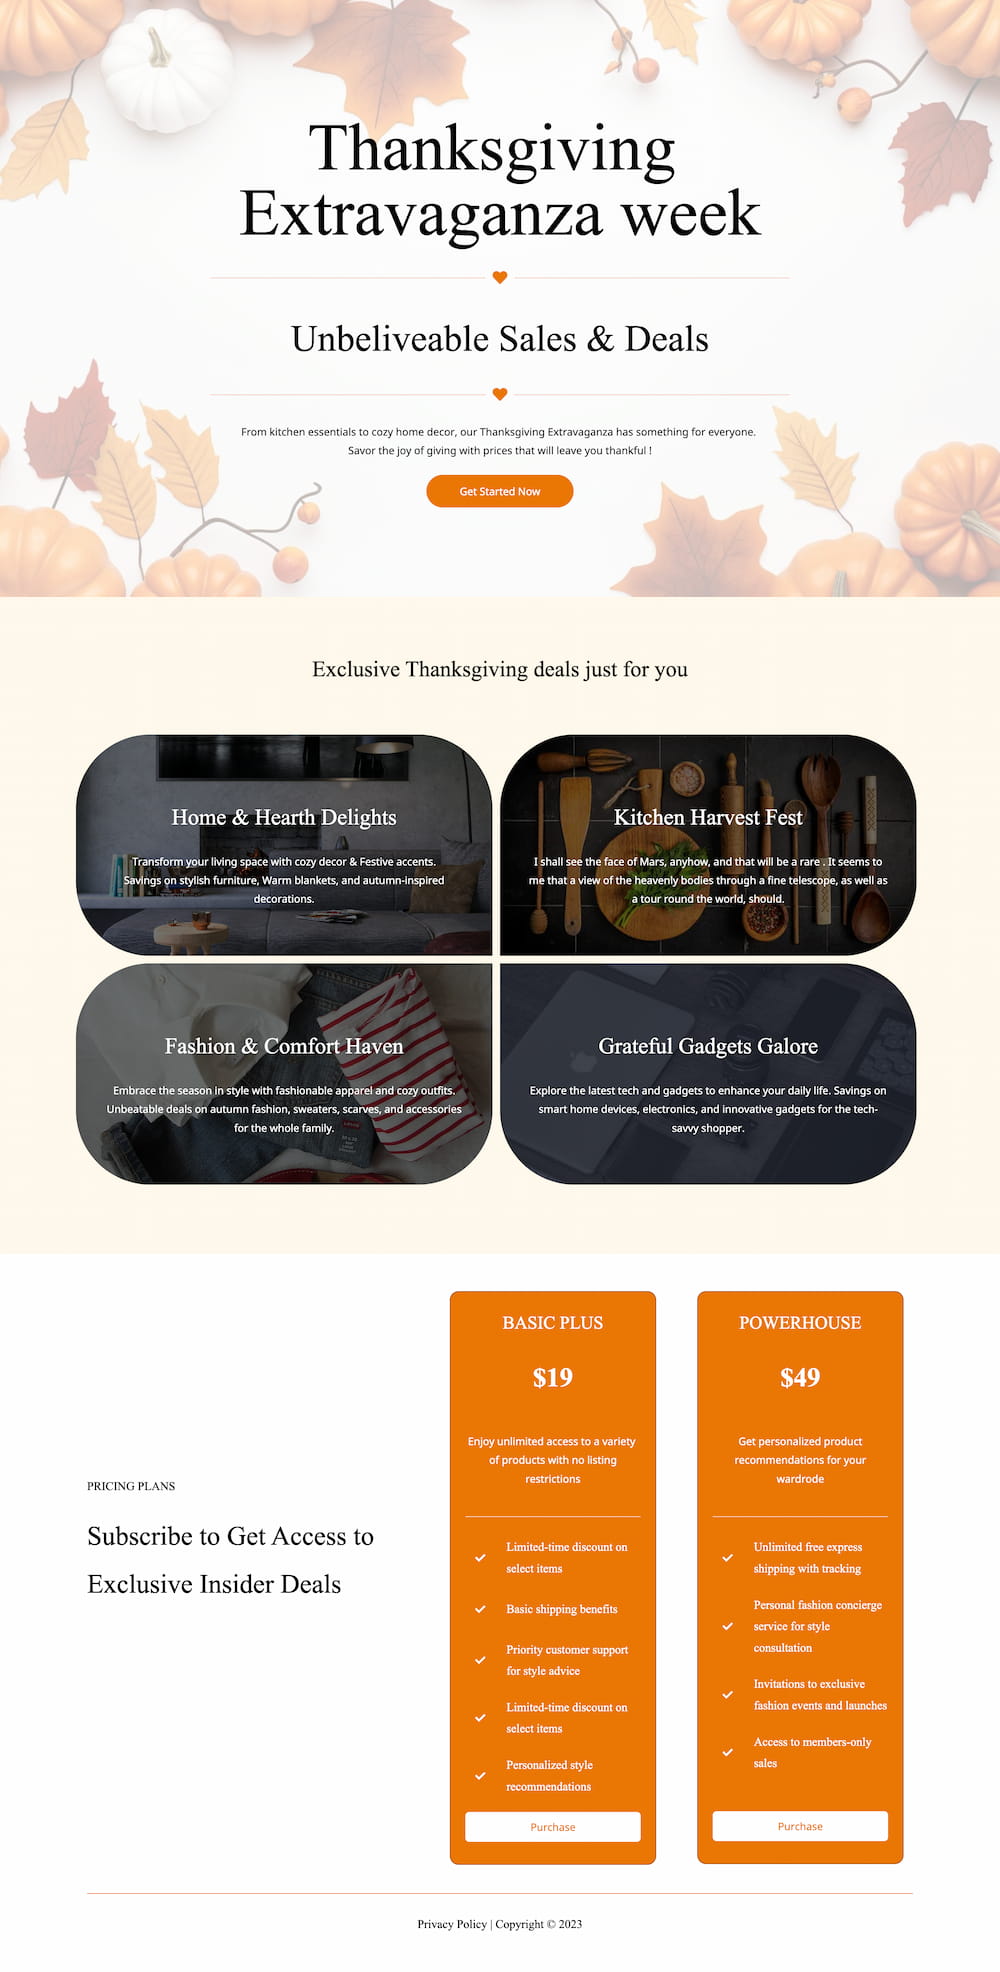 Thanksgiving
Extravaganza week
Unbeliveable Sales & Deals
From kitchen essentials to cozy home decor, our Thanksgiving Extravaganza has something for everyone.
Savor the joy of giving with prices that will leave you thankful !
Get Started Now
Exclusive Thanksgiving deals just for you
Home & Hearth Delights
Transform your living space with cozy decor & Festive accents.
Savings on stylish furniture, Warm blankets, and autumn-inspired
decorations.
Kitchen Harvest Fest
I shall see the face of Mars, anyhow, and that will be a rare . It seems to
me that a view of the heavenly bodies through a fine telescope, as well as
a tour round the world, should.
Fashion & Comfort Haven
Embrace the season in style with fashionable apparel and cozy outfits.
Unbeatable deals on autumn fashion, sweaters, scarves, and accessories
for the whole family.
Grateful Gadgets Galore
Explore the latest tech and gadgets to enhance your daily life. Savings on
smart home devices, electronics, and innovative gadgets for the tech-
savvy shopper.
PRICING PLANS
Subscribe to Get Access to
Exclusive Insider Deals
BASIC PLUS
$19
Enjoy unlimited access to a variety
of products with no listing
restrictions
Limited-time discount on
select items
Basic shipping benefits
Priority customer support
for style advice
Limited-time discount on
select items
Personalized style
recommendations
Purchase
POWERHOUSE
$49
Get personalized product
recommendations for your
wardrode
Unlimited free express
shipping with tracking
Personal fashion concierge
service for style
consultation
Invitations to exclusive
fashion events and launches
Access to members-only
sales
Purchase
Privacy Policy | Copyright © 2023